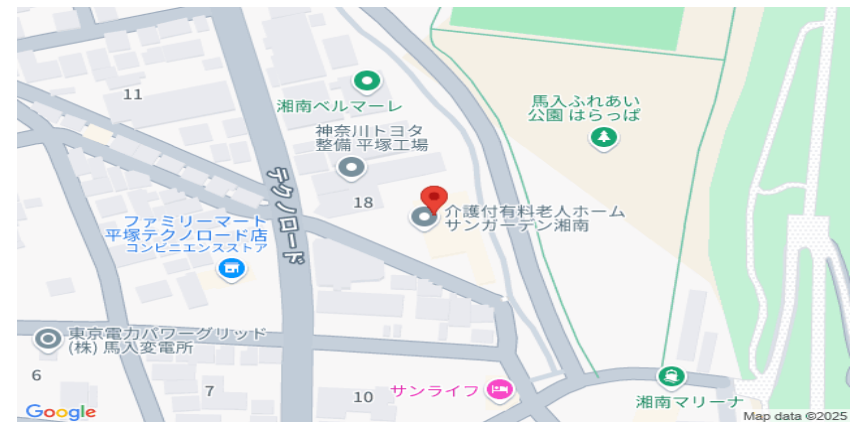 11
湘南ベルマーレ
馬入ふれあい
公園 はらっぱ
神奈川トヨタ
整備 平塚工場
テクノロード
18
介護付有料老人ホーム
サンガーデン湘南
ファミリーマート
平塚テクノロード店
コンビニエンスストア
東京電力パワーグリッド
(株) 馬入変電所
6
7
10
サンライフ
湘南マリーナ
Google
Map data ©2025